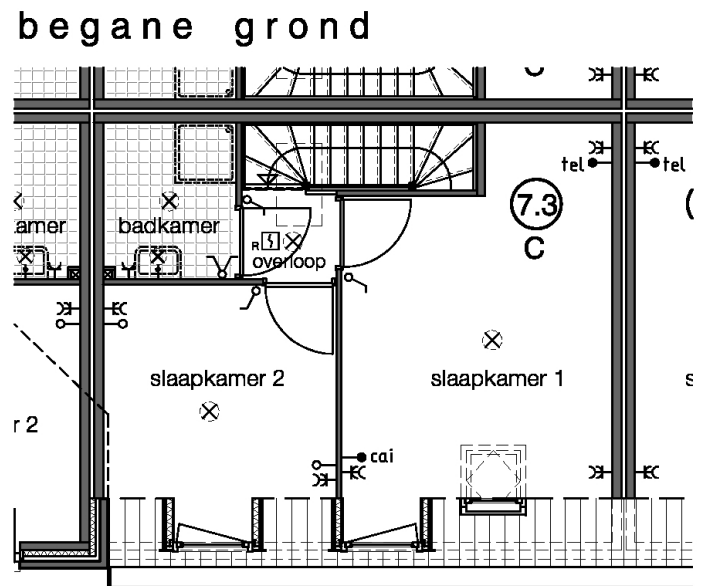 begane grond
C
tel
tel
7.3
C
amer
badkamer
R
overloop
slaapkamer 2
slaapkamer 1
s
r 2
cai